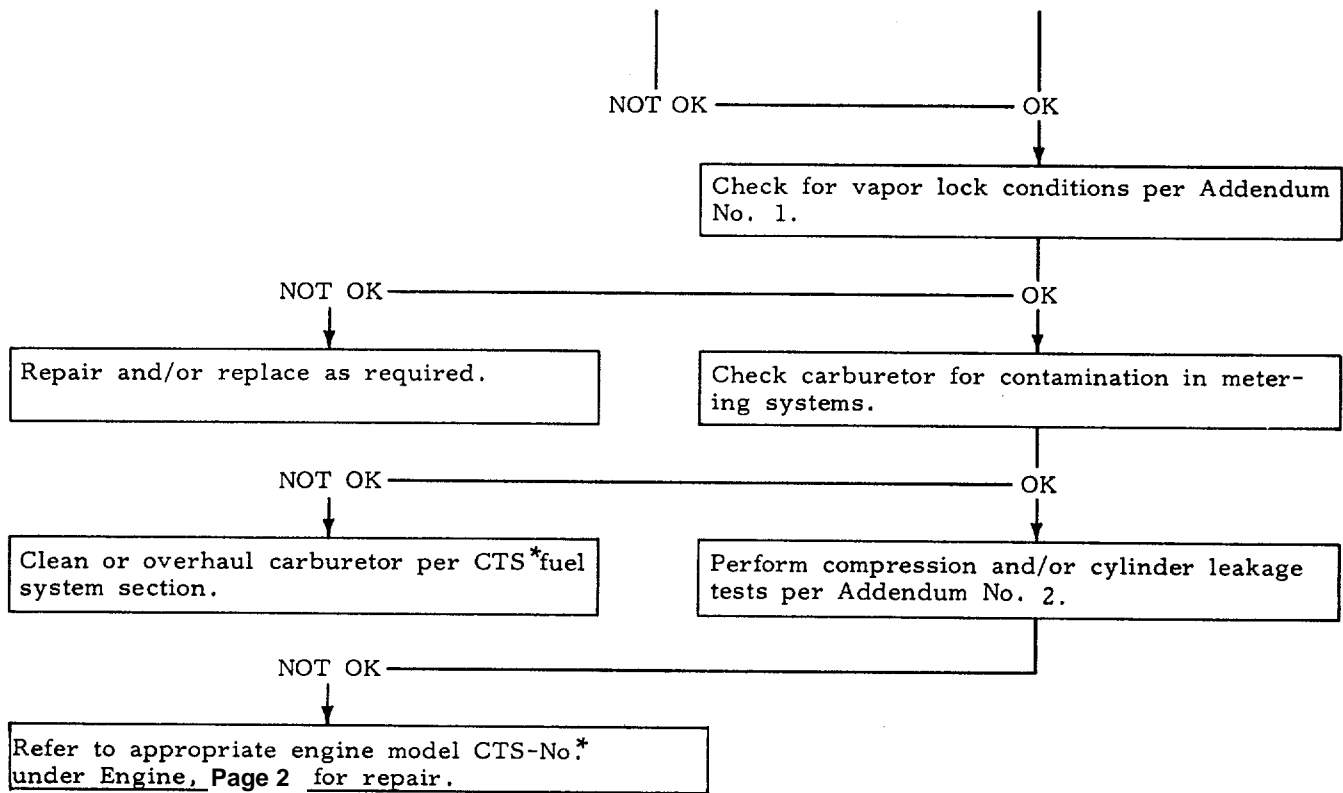 NOT OK OK
Check for vapor lock conditions per Addendum
No. 1.
NOT OK OK
Repair and/or replace as required.
Check carburetor for contamination in meter-
ing systems.
NOT OK OK
Clean or overhaul carburetor per CTS*fuel
system section.
Perform compression and/or cylinder leakage
tests per Addendum No. 2.
NOT OK
Refer to appropriate engine model CTS-No.*
under Engine, Page 2 for repair.